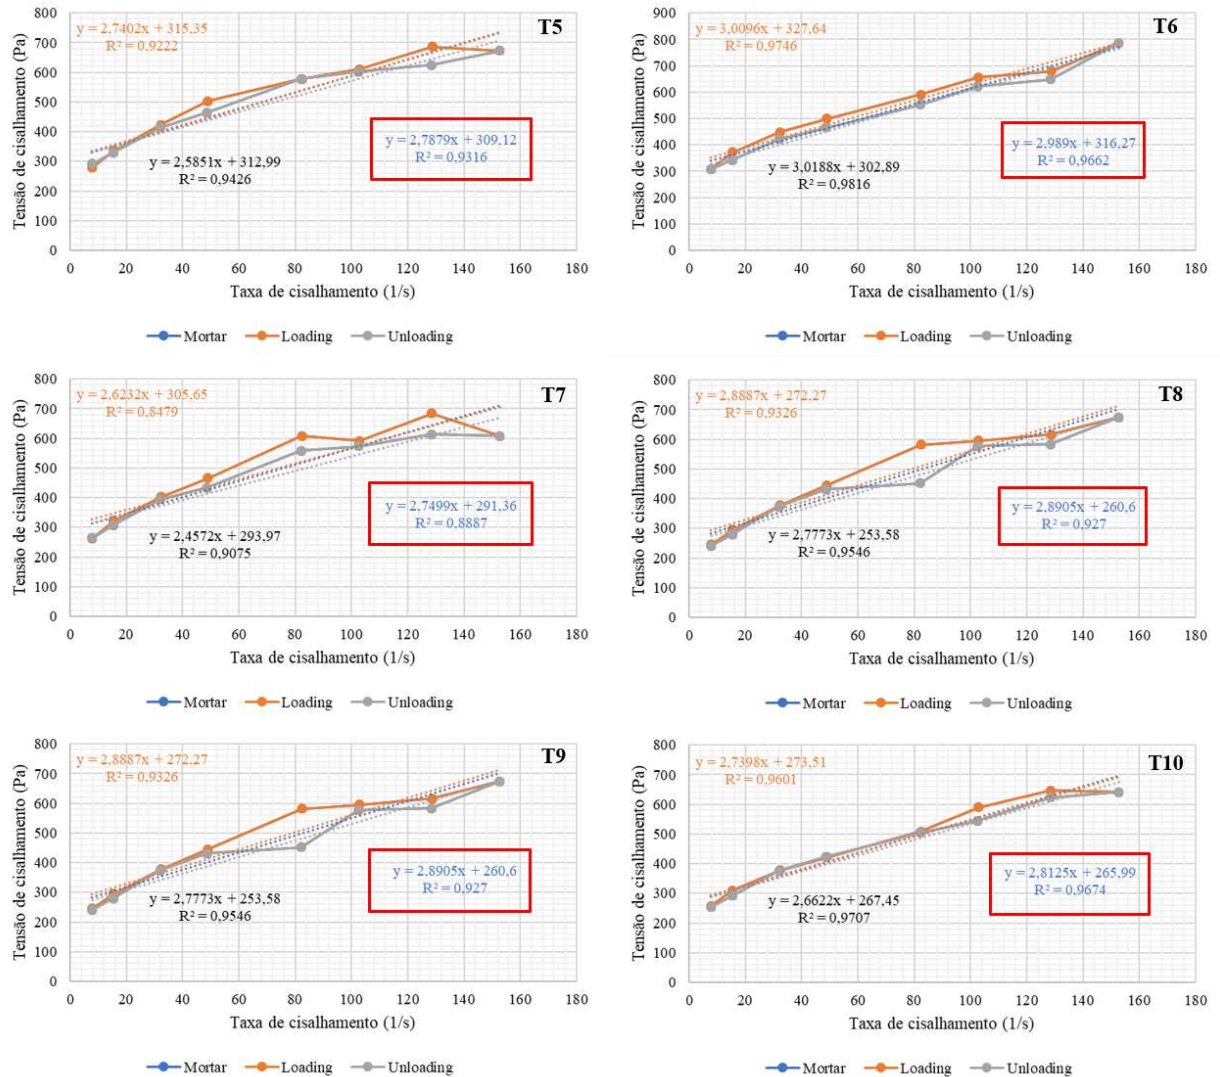 y = 2,7402x + 315,35
R² = 0,9222
T5
Tensão de cisalhamento (Pa)
800
700
600
500
400
300
200
100
0
y = 2,5851x + 312,99
R² = 0,9426
y = 2,7879x + 309,12
R² = 0,9316
0 20 40 60 80 100 120 140 160 180
Taxa de cisalhamento (1/s)
Mortar Loading Unloading
y = 3,0096x + 327,64
R² = 0,9746
T6
Tensão de cisalhamento (Pa)
900
800
700
600
500
400
300
200
100
0
y = 3,0188x + 302,89
R² = 0,9816
y = 2,989x + 316,27
R² = 0,9662
0 20 40 60 80 100 120 140 160 180
Taxa de cisalhamento (1/s)
Mortar Loading Unloading
y = 2,6232x + 305,65
R² = 0,8479
T7
Tensão de cisalhamento (Pa)
800
700
600
500
400
300
200
100
0
y = 2,4572x + 293,97
R² = 0,9075
y = 2,7499x + 291,36
R² = 0,8887
0 20 40 60 80 100 120 140 160 180
Taxa de cisalhamento (1/s)
Mortar Loading Unloading
y = 2,8887x + 272,27
R² = 0,9326
T8
Tensão de cisalhamento (Pa)
800
700
600
500
400
300
200
100
0
y = 2,7773x + 253,58
R² = 0,9546
y = 2,8905x + 260,6
R² = 0,927
0 20 40 60 80 100 120 140 160 180
Taxa de cisalhamento (1/s)
Mortar Loading Unloading
y = 2,8887x + 272,27
R² = 0,9326
T9
Tensão de cisalhamento (Pa)
800
700
600
500
400
300
200
100
0
y = 2,7773x + 253,58
R² = 0,9546
y = 2,8905x + 260,6
R² = 0,927
0 20 40 60 80 100 120 140 160 180
Taxa de cisalhamento (1/s)
Mortar Loading Unloading
y = 2,7398x + 273,51
R² = 0,9601
T10
Tensão de cisalhamento (Pa)
800
700
600
500
400
300
200
100
0
y = 2,6622x + 267,45
R² = 0,9707
y = 2,8125x + 265,99
R² = 0,9674
0 20 40 60 80 100 120 140 160 180
Taxa de cisalhamento (1/s)
Mortar Loading Unloading